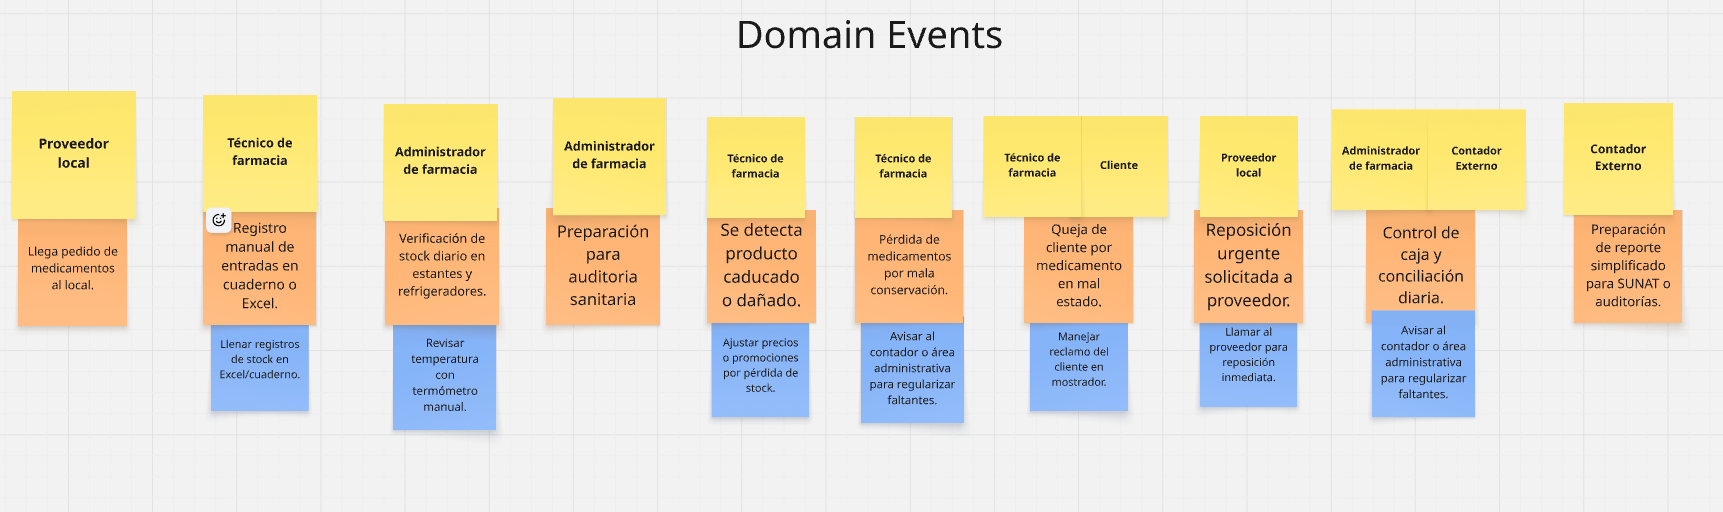 Domain Events
Proveedor
local
Llega pedido de
medicamentos
al local.
Técnico de
farmacia
Registro
manual de
entradas en
cuaderno o
Excel.
Llenar registros
de stock en
Excel/cuaderno.
Administrador
de farmacia
Verificación de
stock diario en
estantes y
refrigeradores.
Revisar
temperatura
con
termómetro
manual.
Administrador
de farmacia
Preparación
para
auditoria
sanitaria
Técnico de
farmacia
Se detecta
producto
caducado
o dañado.
Ajustar precios
o promociones
por pérdida de
stock.
Técnico de
farmacia
Pérdida de
medicamentos
por mala
conservación.
Avisar al
contador o área
administrativa
para regularizar
faltantes.
Técnico de
farmacia
Cliente
Queja de
cliente por
medicamento
en mal
estado.
Manejar
reclamo del
cliente en
mostrador.
Proveedor
local
Reposición
urgente
solicitada a
proveedor.
Llamar al
proveedor para
reposición
inmediata.
Administrador
de farmacia
Contador
Externo
Control de
caja y
conciliación
diaria.
Avisar al
contador o área
administrativa
para regularizar
faltantes.
Contador
Externo
Preparación
de reporte
simplificado
para SUNAT o
auditorías.